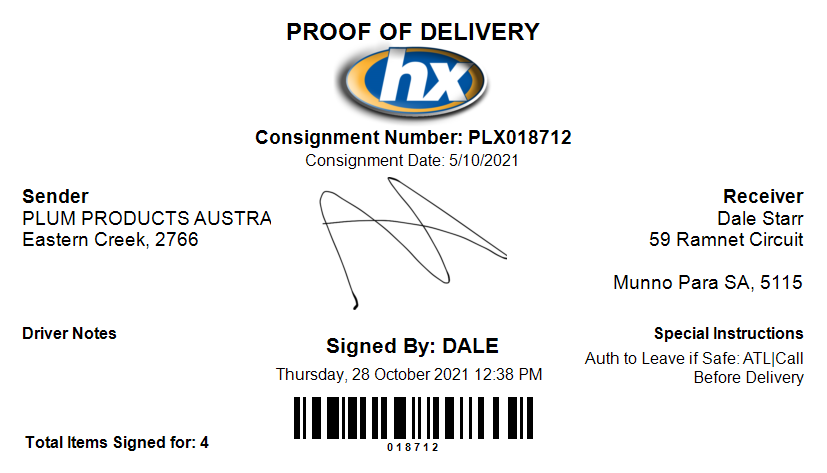 PROOF OF DELIVERY
hx
Consignment Number: PLX018712
Consignment Date: 5/10/2021
Sender
PLUM PRODUCTS AUSTRA
Eastern Creek, 2766
Receiver
Dale Starr
59 Ramnet Circuit
Munno Para SA, 5115
Driver Notes
Signed By: DALE
Thursday, 28 October 2021 12:38 PM
Special Instructions
Auth to Leave if Safe: ATL|Call
Before Delivery
Total Items Signed for: 4
018712